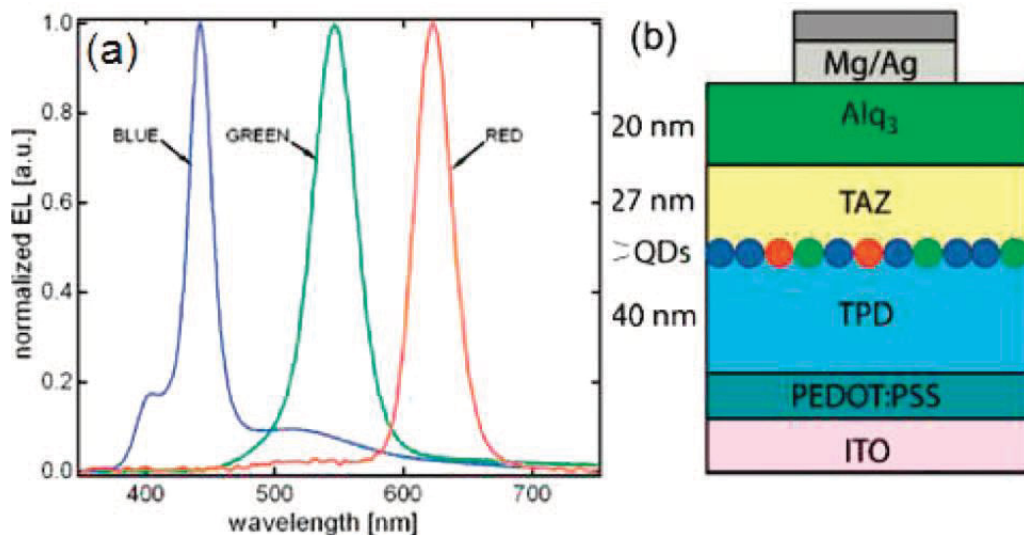 (a)
normalized EL [a.u.]
1.0
0.8
0.6
0.4
0.2
0.0
BLUE
GREEN
RED
400
500
600
700
wavelength [nm]
(b)
Mg/Ag
20 nm
Alq₃
27 nm
TAZ
QDs
40 nm
TPD
PEDOT:PSS
ITO